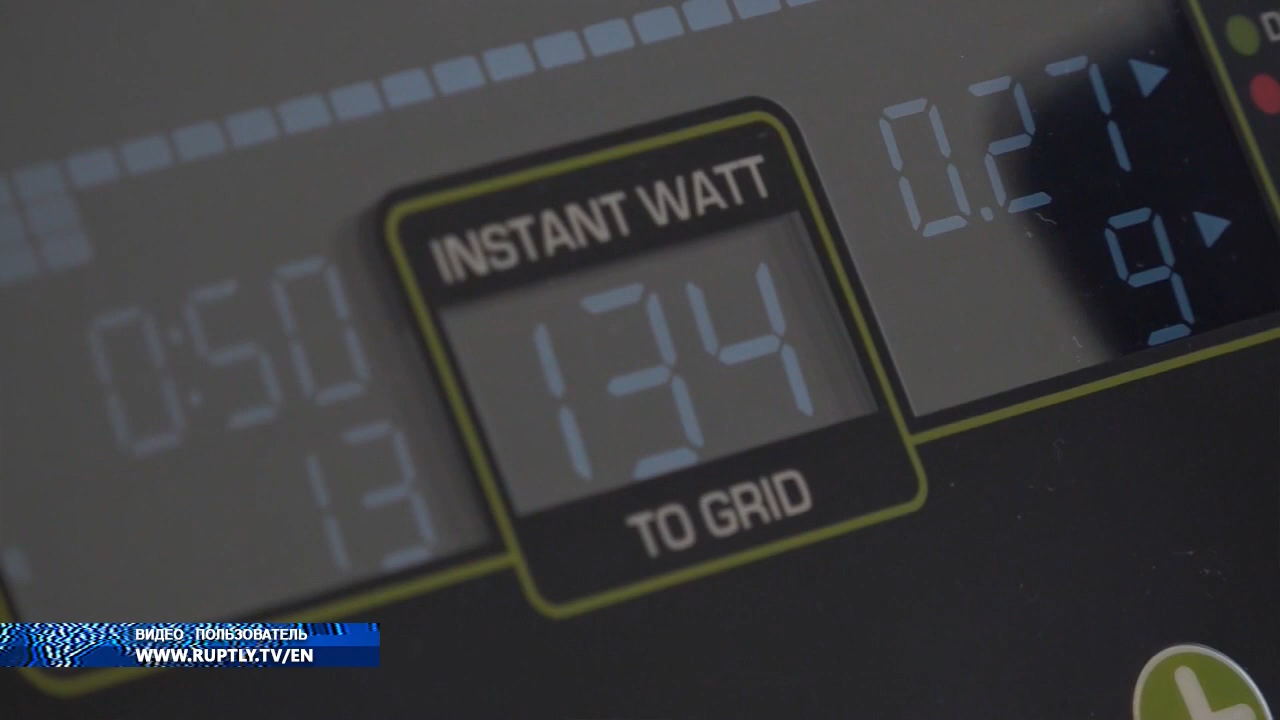 INSTANT WATT
0.27
0:50
134
9
13
TO GRID
ВИДЕО ПОЛЬЗОВАТЕЛЬ
WWW.RUPTLY.TV/EN